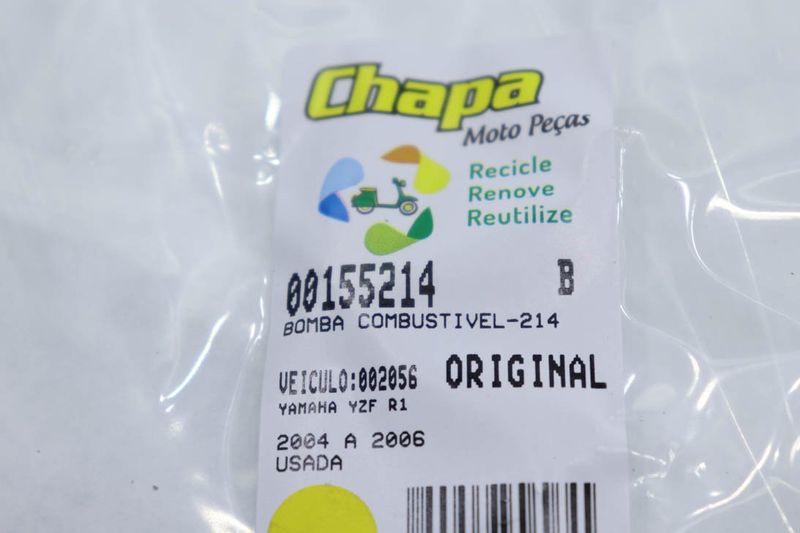 Chapa
Moto Peças
Recicle
Renove
Reutilize
00155214 B
BOMBA COMBUSTIVEL-214
VEICULO:002056 ORIGINAL
YAMAHA YZF R1
2004 A 2006
USADA